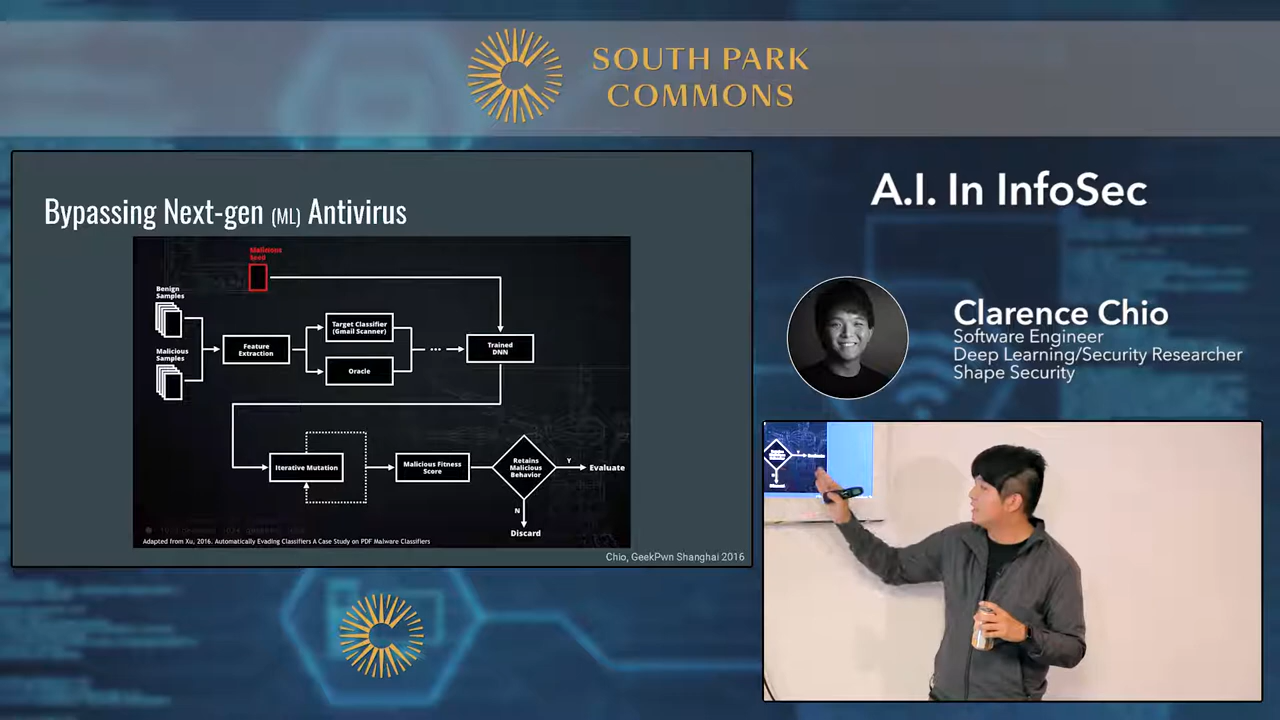 SOUTH PARK
COMMONS
Bypassing Next-gen (ML) Antivirus
Malicious
Seed
Benign
Samples
Malicious
Samples
Feature
Extraction
Target Classifier
(Gmail Scanner)
Oracle
...
Trained
DNN
Iterative Mutation
Malicious Fitness
Score
Retains
Malicious
Behavior
Y
Evaluate
N
Discard
Adapted from Xu, 2016. Automatically Evading Classifiers A Case Study on PDF Malware Classifiers
Chio, GeekPwn Shanghai 2016
A.I. In InfoSec
Clarence Chio
Software Engineer
Deep Learning/Security Researcher
Shape Security